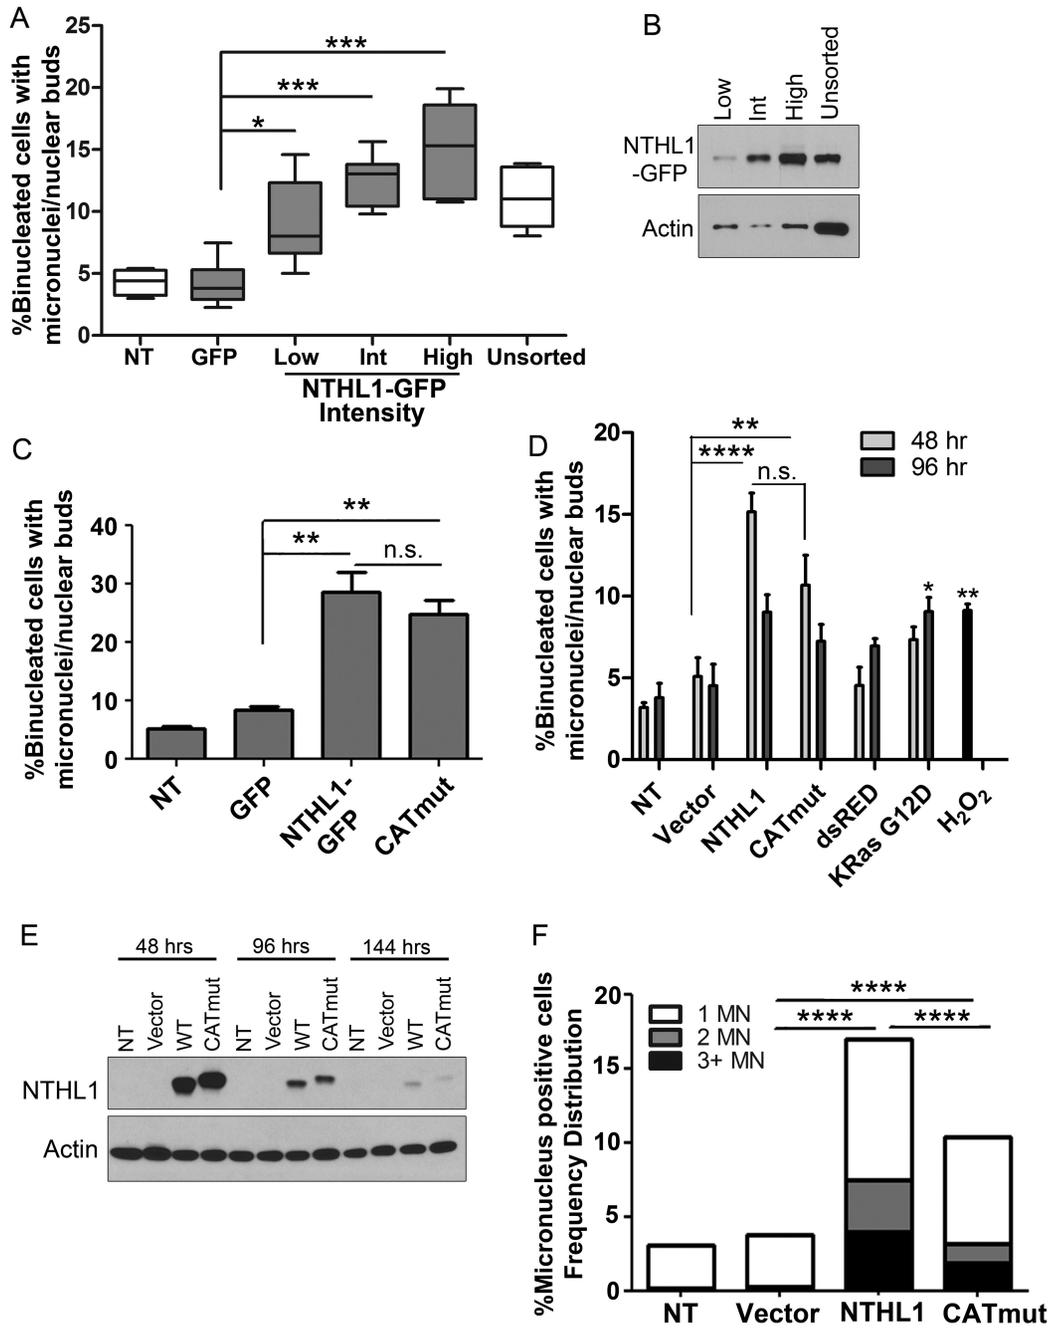 A
%Binucleated cells with
micronuclei/nuclear buds
25
20
15
10
5
0
***
***
*
NT
GFP
Low
Int
High
Unsorted
NTHL1-GFP
Intensity
B
Low
Int
High
Unsorted
NTHL1
-GFP
Actin
C
%Binucleated cells with
micronuclei/nuclear buds
40
30
20
10
0
**
**
n.s.
NT
GFP
NTHL1-
GFP
CATmut
D
%Binucleated cells with
micronuclei/nuclear buds
20
15
10
5
0
**
****
n.s.
*
**
48 hr
96 hr
NT
Vector
NTHL1
CATmut
dsRED
KRas G12D
H₂O₂
E
48 hrs
96 hrs
144 hrs
NT
Vector
WT
CATmut
NT
Vector
WT
CATmut
NT
Vector
WT
CATmut
NTHL1
Actin
F
%Micronucleus positive cells
Frequency Distribution
20
15
10
5
0
1 MN
2 MN
3+ MN
****
****
****
NT
Vector
NTHL1
CATmut